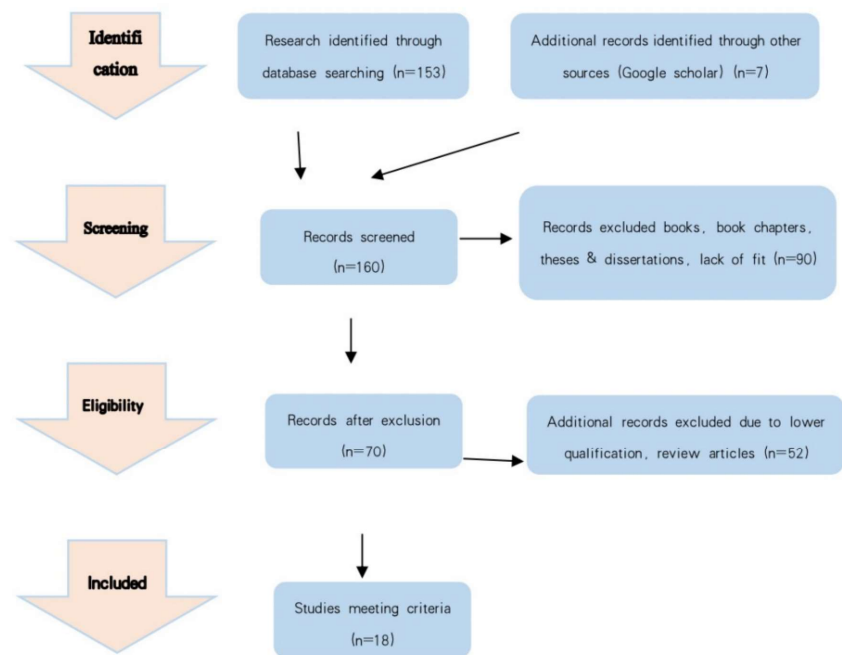 Identifi
cation
Research identified through
database searching (n=153)
Additional records identified through other
sources (Google scholar) (n=7)
Screening
Records screened
(n=160)
Records excluded books, book chapters,
theses & dissertations, lack of fit (n=90)
Eligibility
Records after exclusion
(n=70)
Additional records excluded due to lower
qualification, review articles (n=52)
Included
Studies meeting criteria
(n=18)